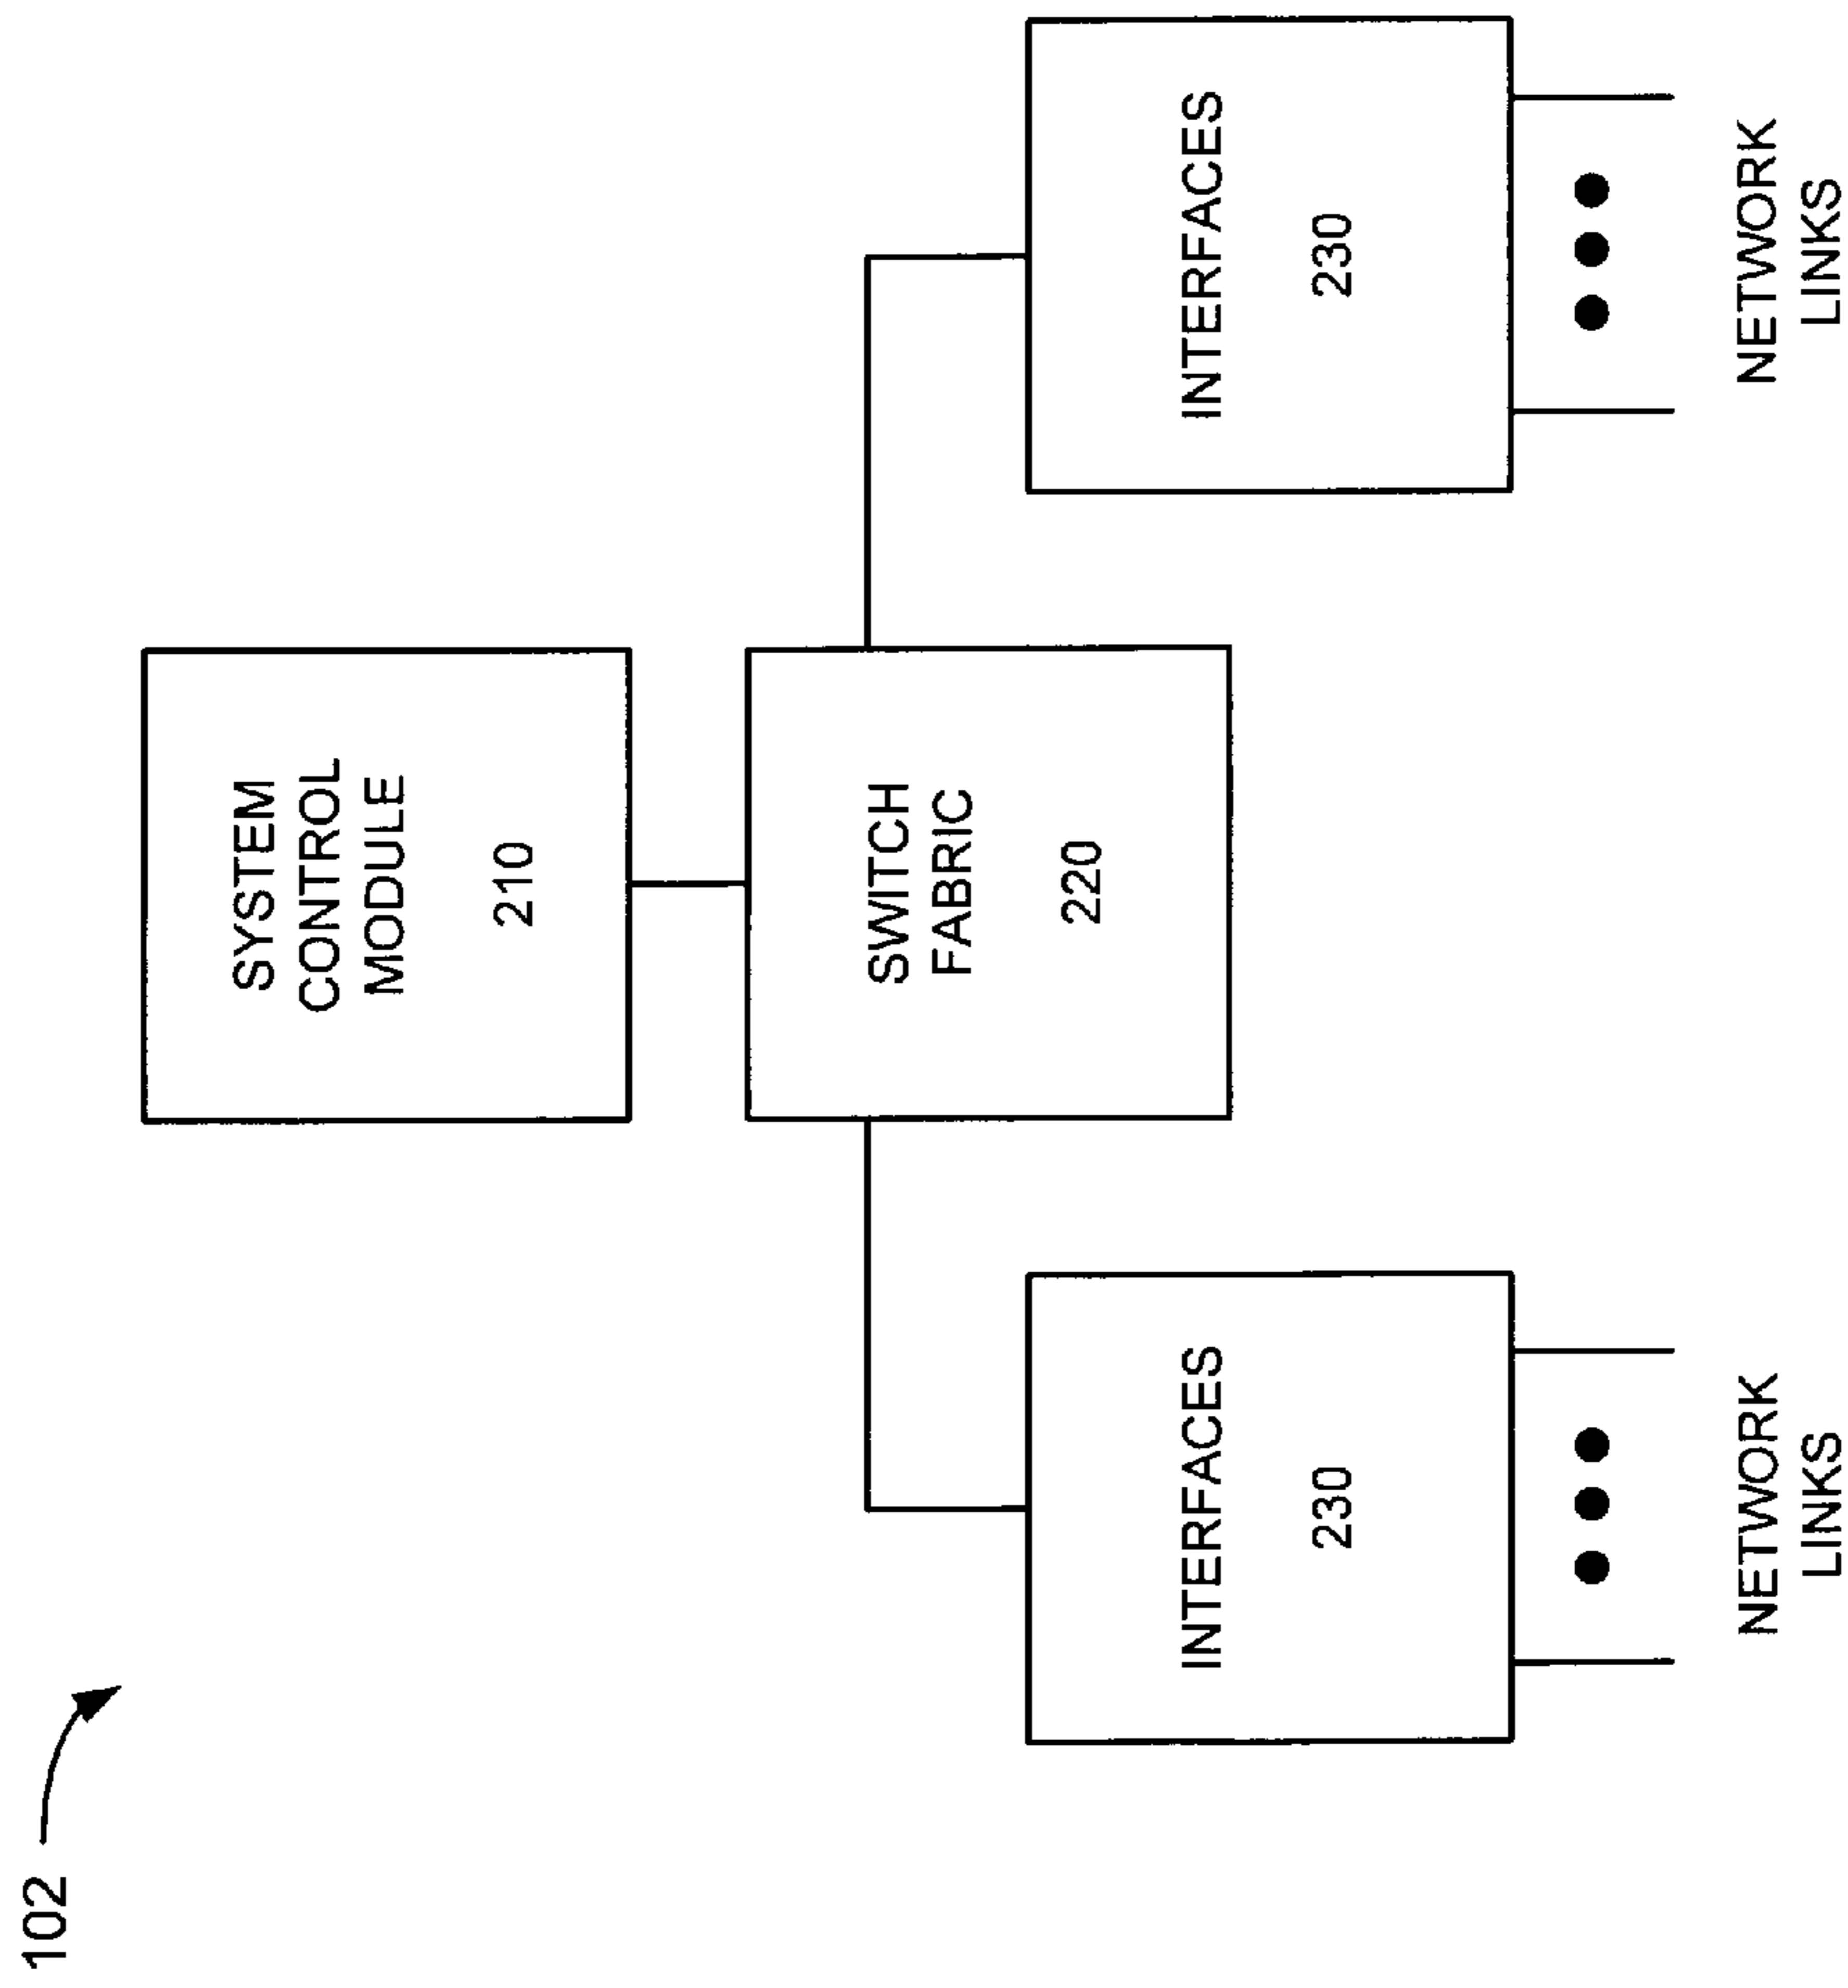 102
SYSTEM
CONTROL
MODULE
210
SWITCH
FABRIC
220
INTERFACES
230
INTERFACES
230
NETWORK
LINKS
NETWORK
LINKS